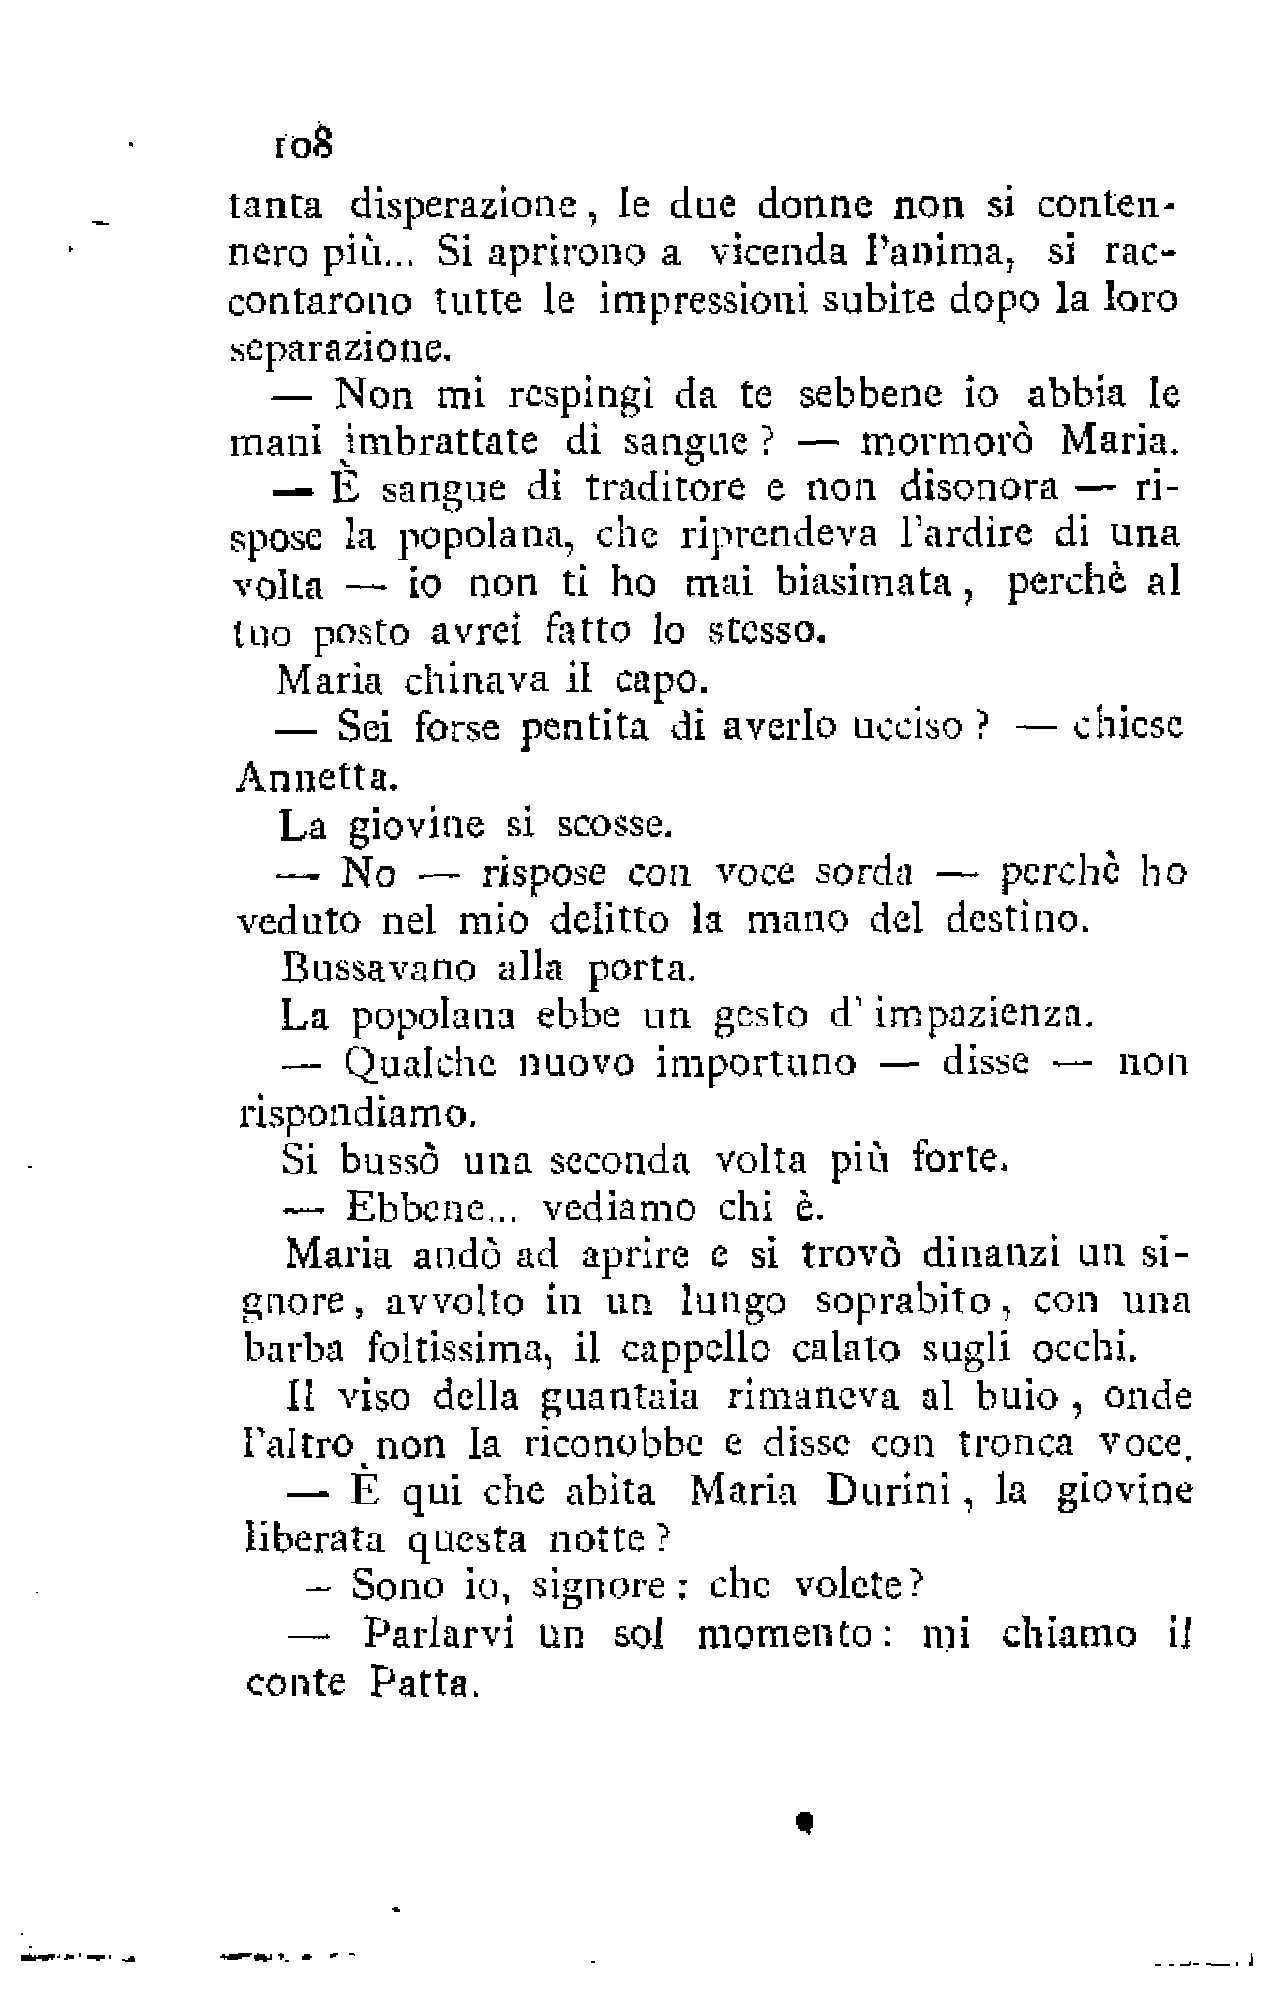 108
tanta disperazione, le due donne non si conten-
nero più... Si aprirono a vicenda l'anima, si rac-
contarono tutte le impressioni subite dopo la loro
separazione.
— Non mi respingi da te sebbene io abbia le
mani imbrattate di sangue? — mormorò Maria.
— È sangue di traditore e non disonora — ri-
spose la popolana, che riprendeva l'ardire di una
volta — io non ti ho mai biasimata, perchè al
tuo posto avrei fatto lo stesso.
Maria chinava il capo.
— Sei forse pentita di averlo ucciso? — chiese
Annetta.
La giovine si scosse.
— No — rispose con voce sorda — perchè ho
veduto nel mio delitto la mano del destino.
Bussavano alla porta.
La popolana ebbe un gesto d' impazienza.
— Qualche nuovo importuno — disse — non
rispondiamo.
Si bussò una seconda volta più forte.
— Ebbene... vediamo chi è.
Maria andò ad aprire e si trovò dinanzi un si-
gnore, avvolto in un lungo soprabito, con una
barba foltissima, il cappello calato sugli occhi.
Il viso della guantaia rimaneva al buio, onde
l'altro non la riconobbe e disse con tronca voce.
— È qui che abita Maria Durini, la giovine
liberata questa notte?
— Sono io, signore: che volete?
— Parlarvi un sol momento: mi chiamo il
conte Patta.